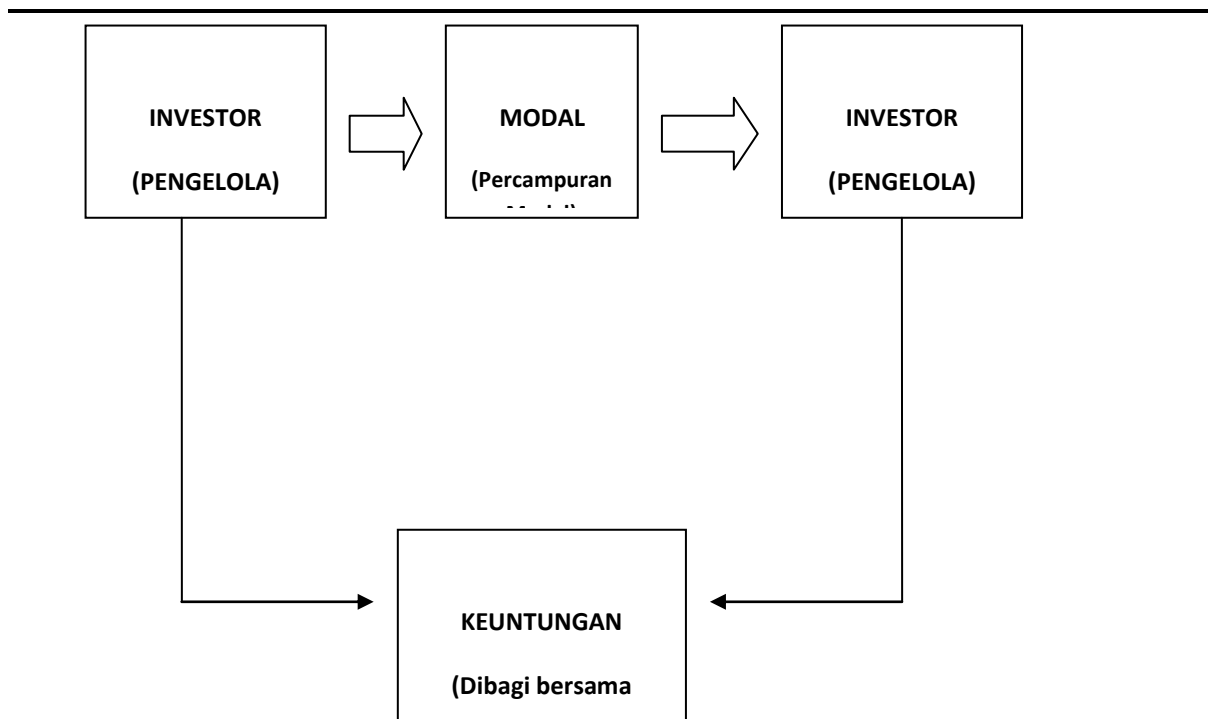 INVESTOR
(PENGELOLA)
MODAL
(Percampuran
INVESTOR
(PENGELOLA)
KEUNTUNGAN
(Dibagi bersama